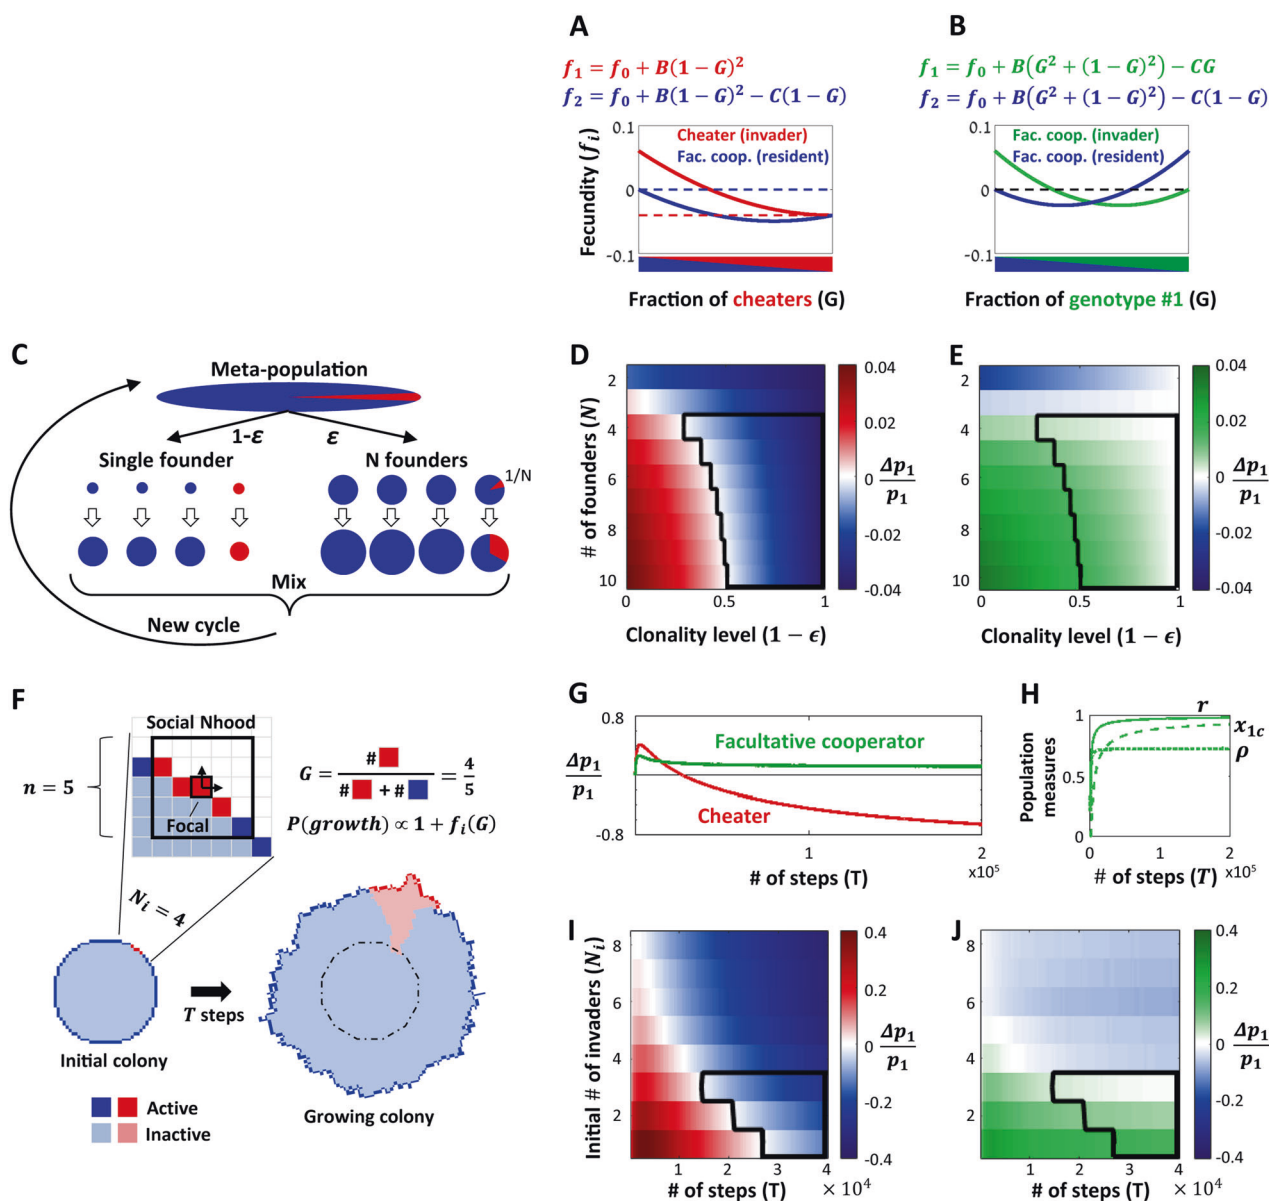 A
f₁ = f₀ + B(1 − G)²
f₂ = f₀ + B(1 − G)² − C(1 − G)
Fecundity (fᵢ)
0.1
0
-0.1
Cheater (invader)
Fac. coop. (resident)
Fraction of cheaters (G)
B
f₁ = f₀ + B(G² + (1 − G)²) − CG
f₂ = f₀ + B(G² + (1 − G)²) − C(1 − G)
0.1
0
-0.1
Fac. coop. (invader)
Fac. coop. (resident)
Fraction of genotype #1 (G)
C
Meta-population
1-ε
ε
Single founder
N founders
1/N
Mix
New cycle
D
# of founders (N)
2
4
6
8
10
0
0.5
1
Clonality level (1 − ϵ)
0.04
0.02
0
-0.02
-0.04
Δp₁
p₁
E
2
4
6
8
10
0
0.5
1
Clonality level (1 − ϵ)
0.04
0.02
0
-0.02
-0.04
Δp₁
p₁
F
Social Nhood
n = 5
Focal
G = # / # + # = 4/5
P(growth) ∝ 1 + fᵢ(G)
Nᵢ = 4
T steps
Initial colony
Growing colony
Active
Inactive
G
0.8
Δp₁
p₁
-0.8
Facultative cooperator
Cheater
1
2
x10⁵
# of steps (T)
H
Population
measures
1
0.5
0
r
x₁c
ρ
0
1
2
x10⁵
# of steps (T)
I
Initial # of invaders (Nᵢ)
8
6
4
2
1
2
3
4
# of steps (T)
× 10⁴
0.4
0.2
0
-0.2
-0.4
Δp₁
p₁
J
8
6
4
2
1
2
3
4
# of steps (T)
× 10⁴
0.4
0.2
0
-0.2
-0.4
Δp₁
p₁